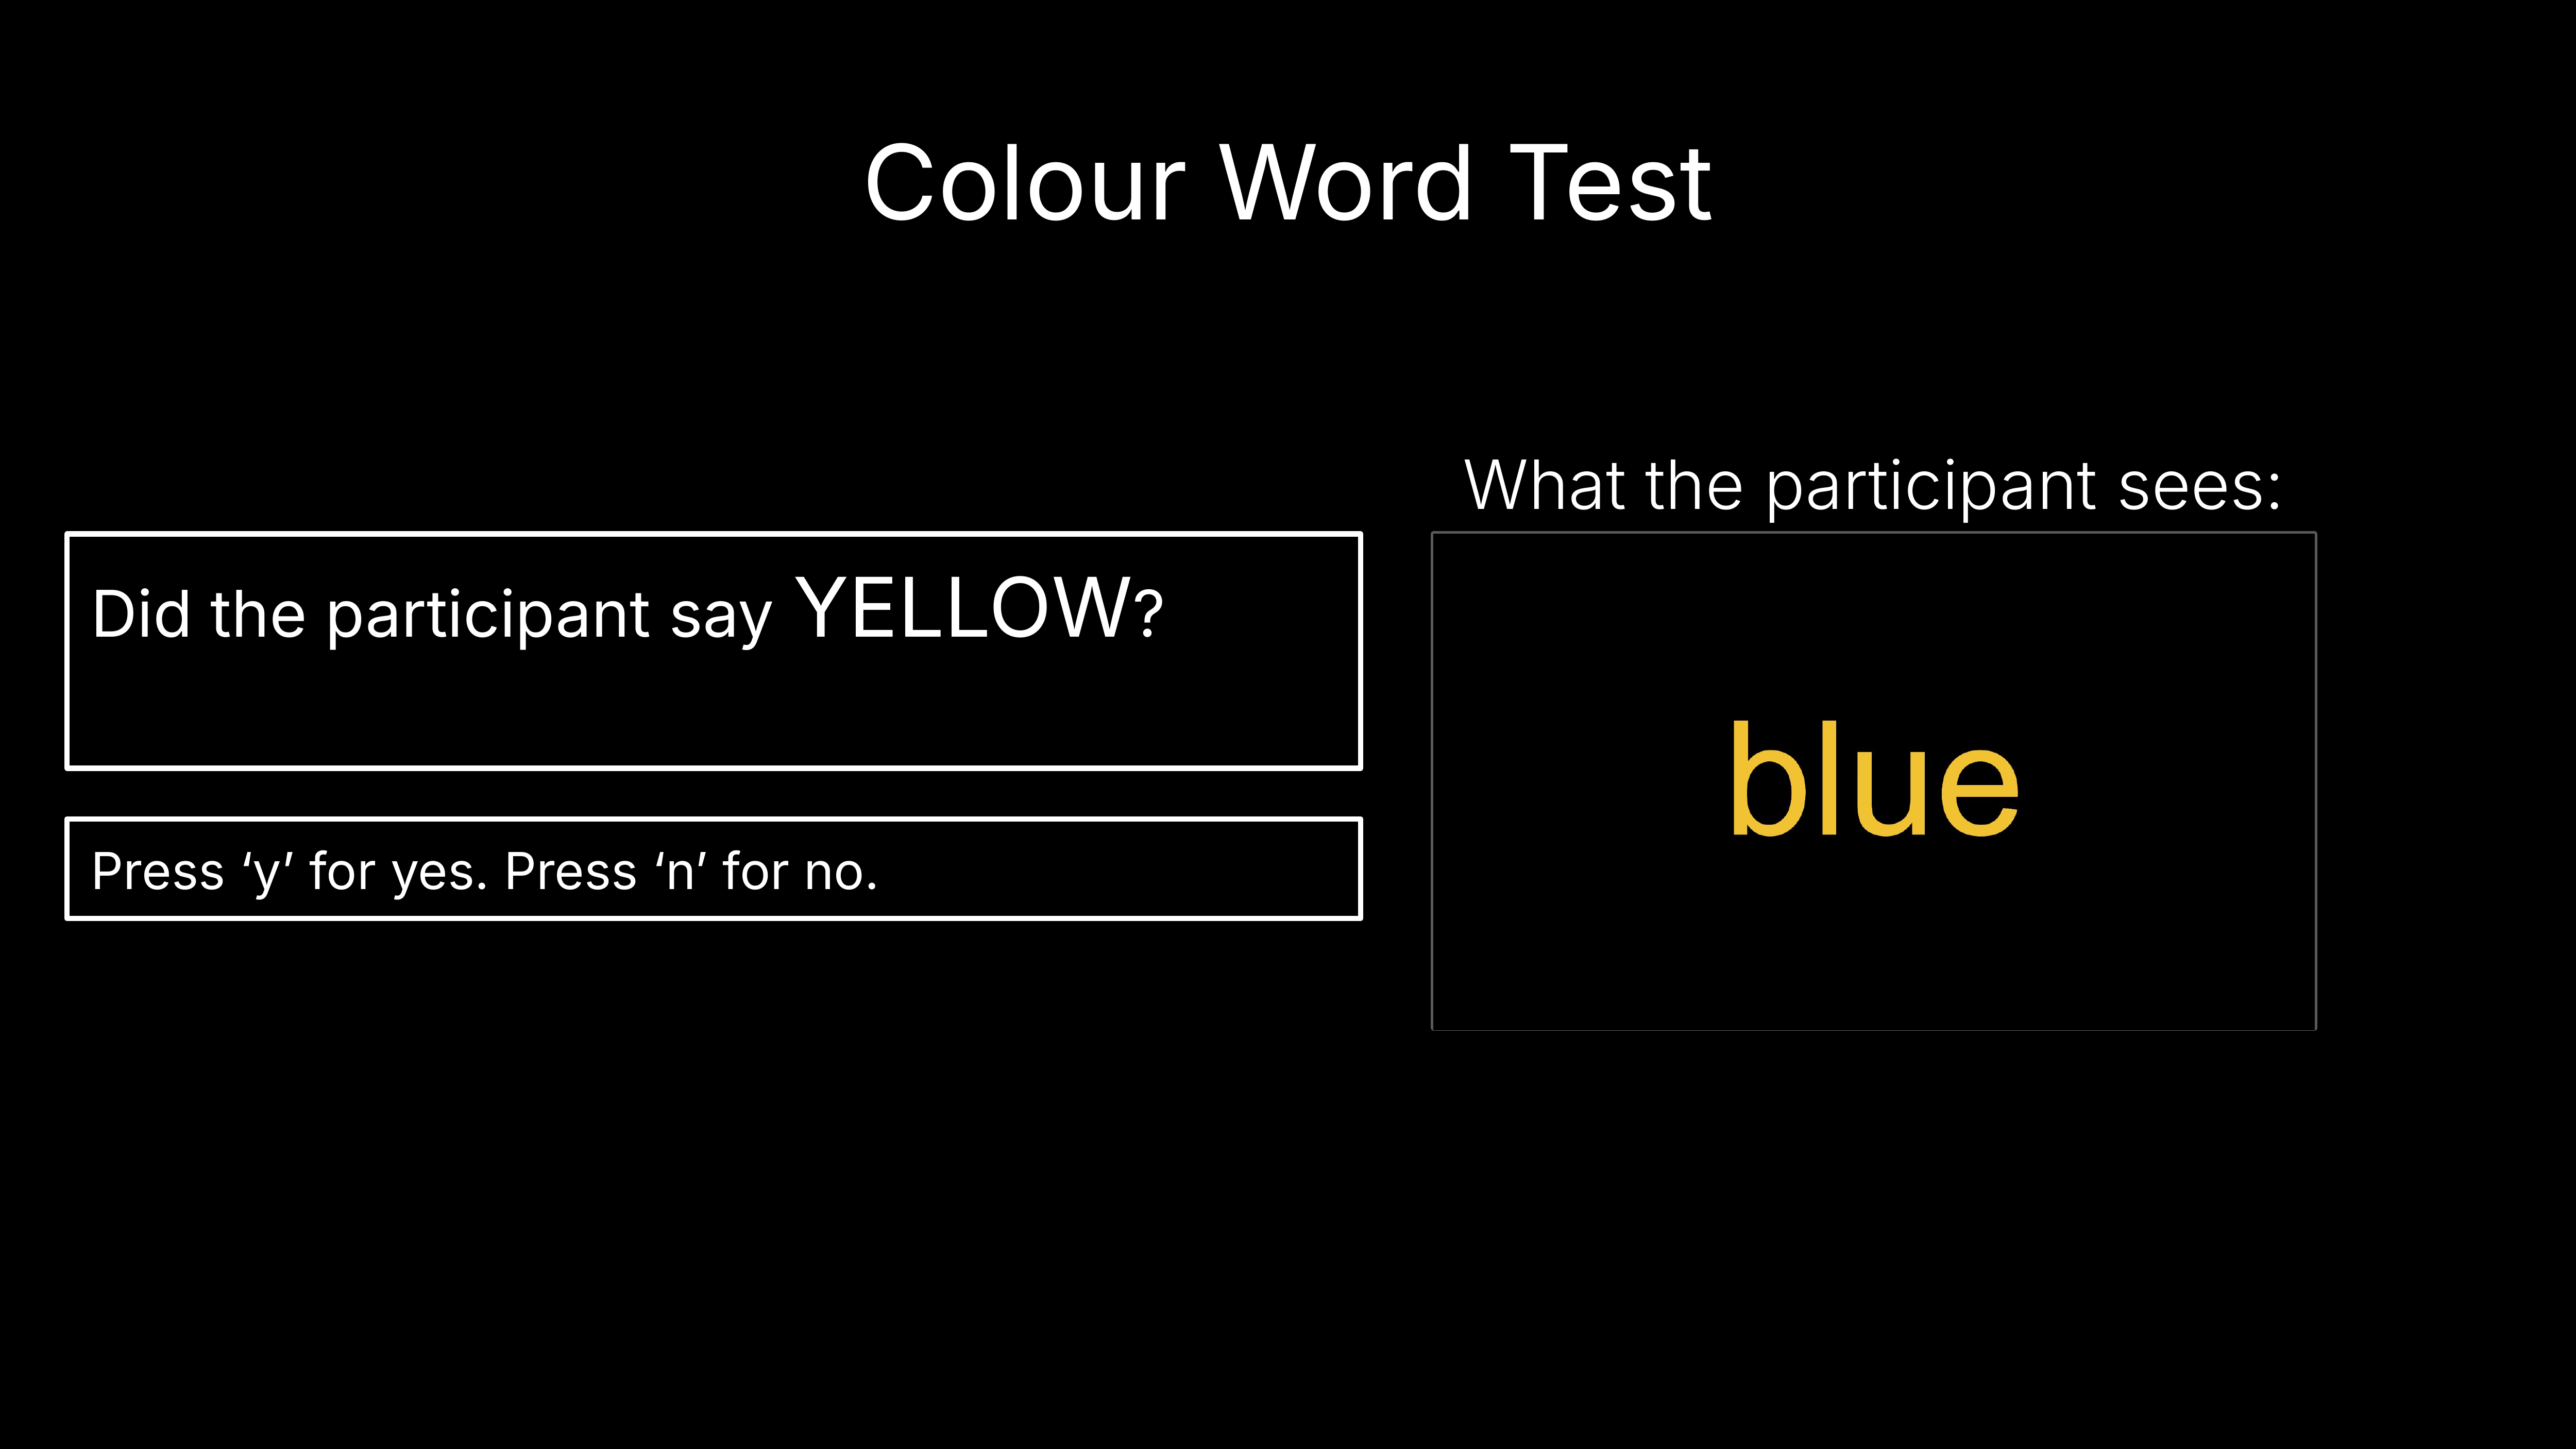 Colour Word Test
Did the participant say YELLOW?
Press ‘y’ for yes. Press ‘n’ for no.
What the participant sees:
blue